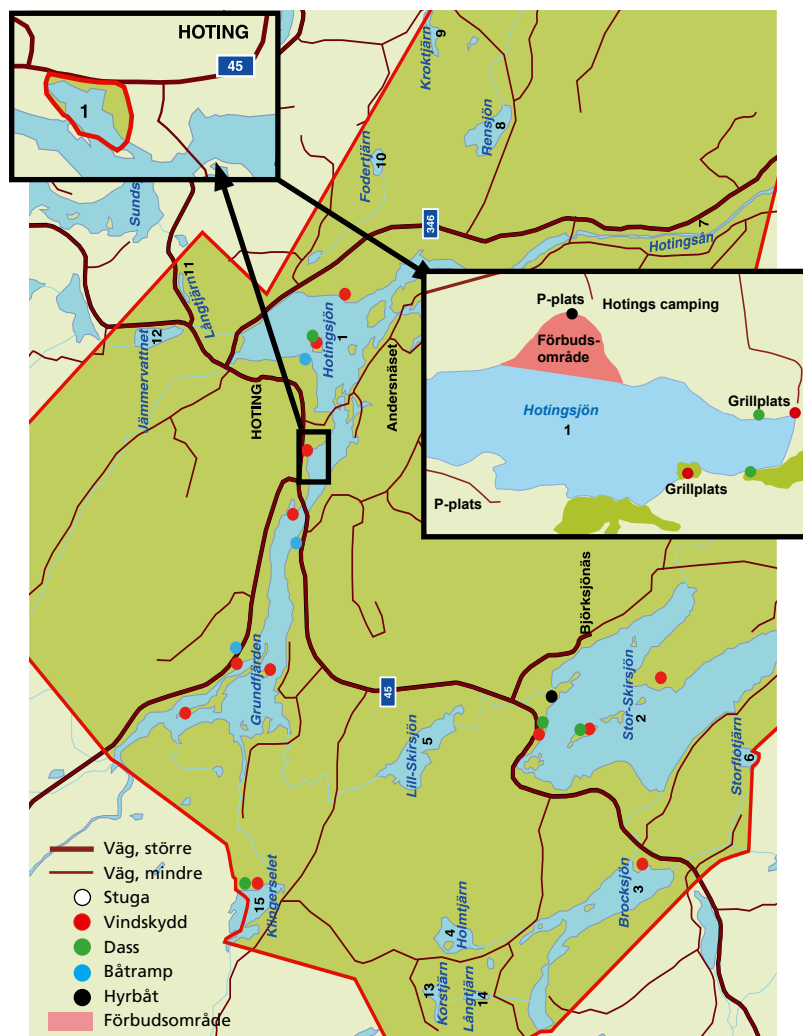 HOTING
45
1
Kroktjärn
9
Rensjön
8
Fodertjärn
10
346
7
Hotingsån
Långtjärn
11
Jämmervattnet
12
Hotingsjön
1
HOTING
Andersnäset
P-plats
Hotings camping
Förbuds-
område
Hotingsjön
1
Grillplats
Grillplats
P-plats
Björksjönäs
Grundfjärden
45
Lill-Skirsjön
5
Stor-Skirsjön
2
Storflotjärn
6
Klingerselet
15
Brocksjön
3
Holmtjärn
4
Korstjärn
13
Långtjärn
14
Väg, större
Väg, mindre
Stuga
Vindskydd
Dass
Båtramp
Hyrbåt
Förbudsområde